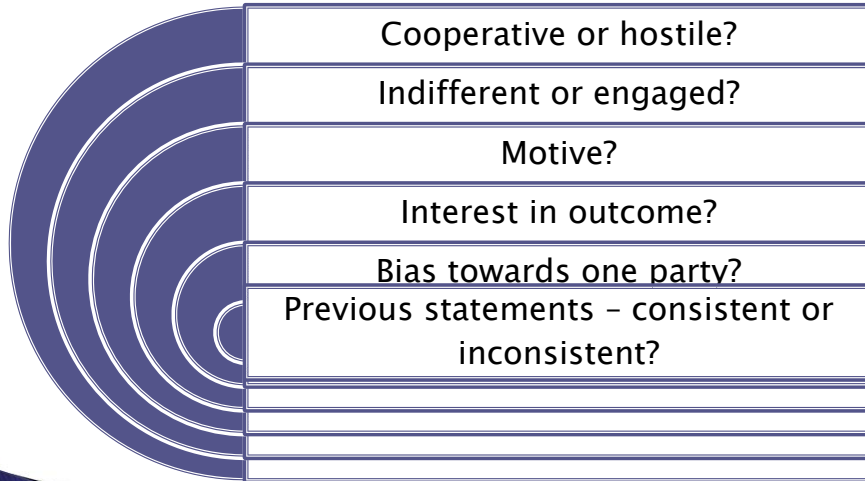 Cooperative or hostile?
Indifferent or engaged?
Motive?
Interest in outcome?
Bias towards one party?
Previous statements – consistent or
inconsistent?